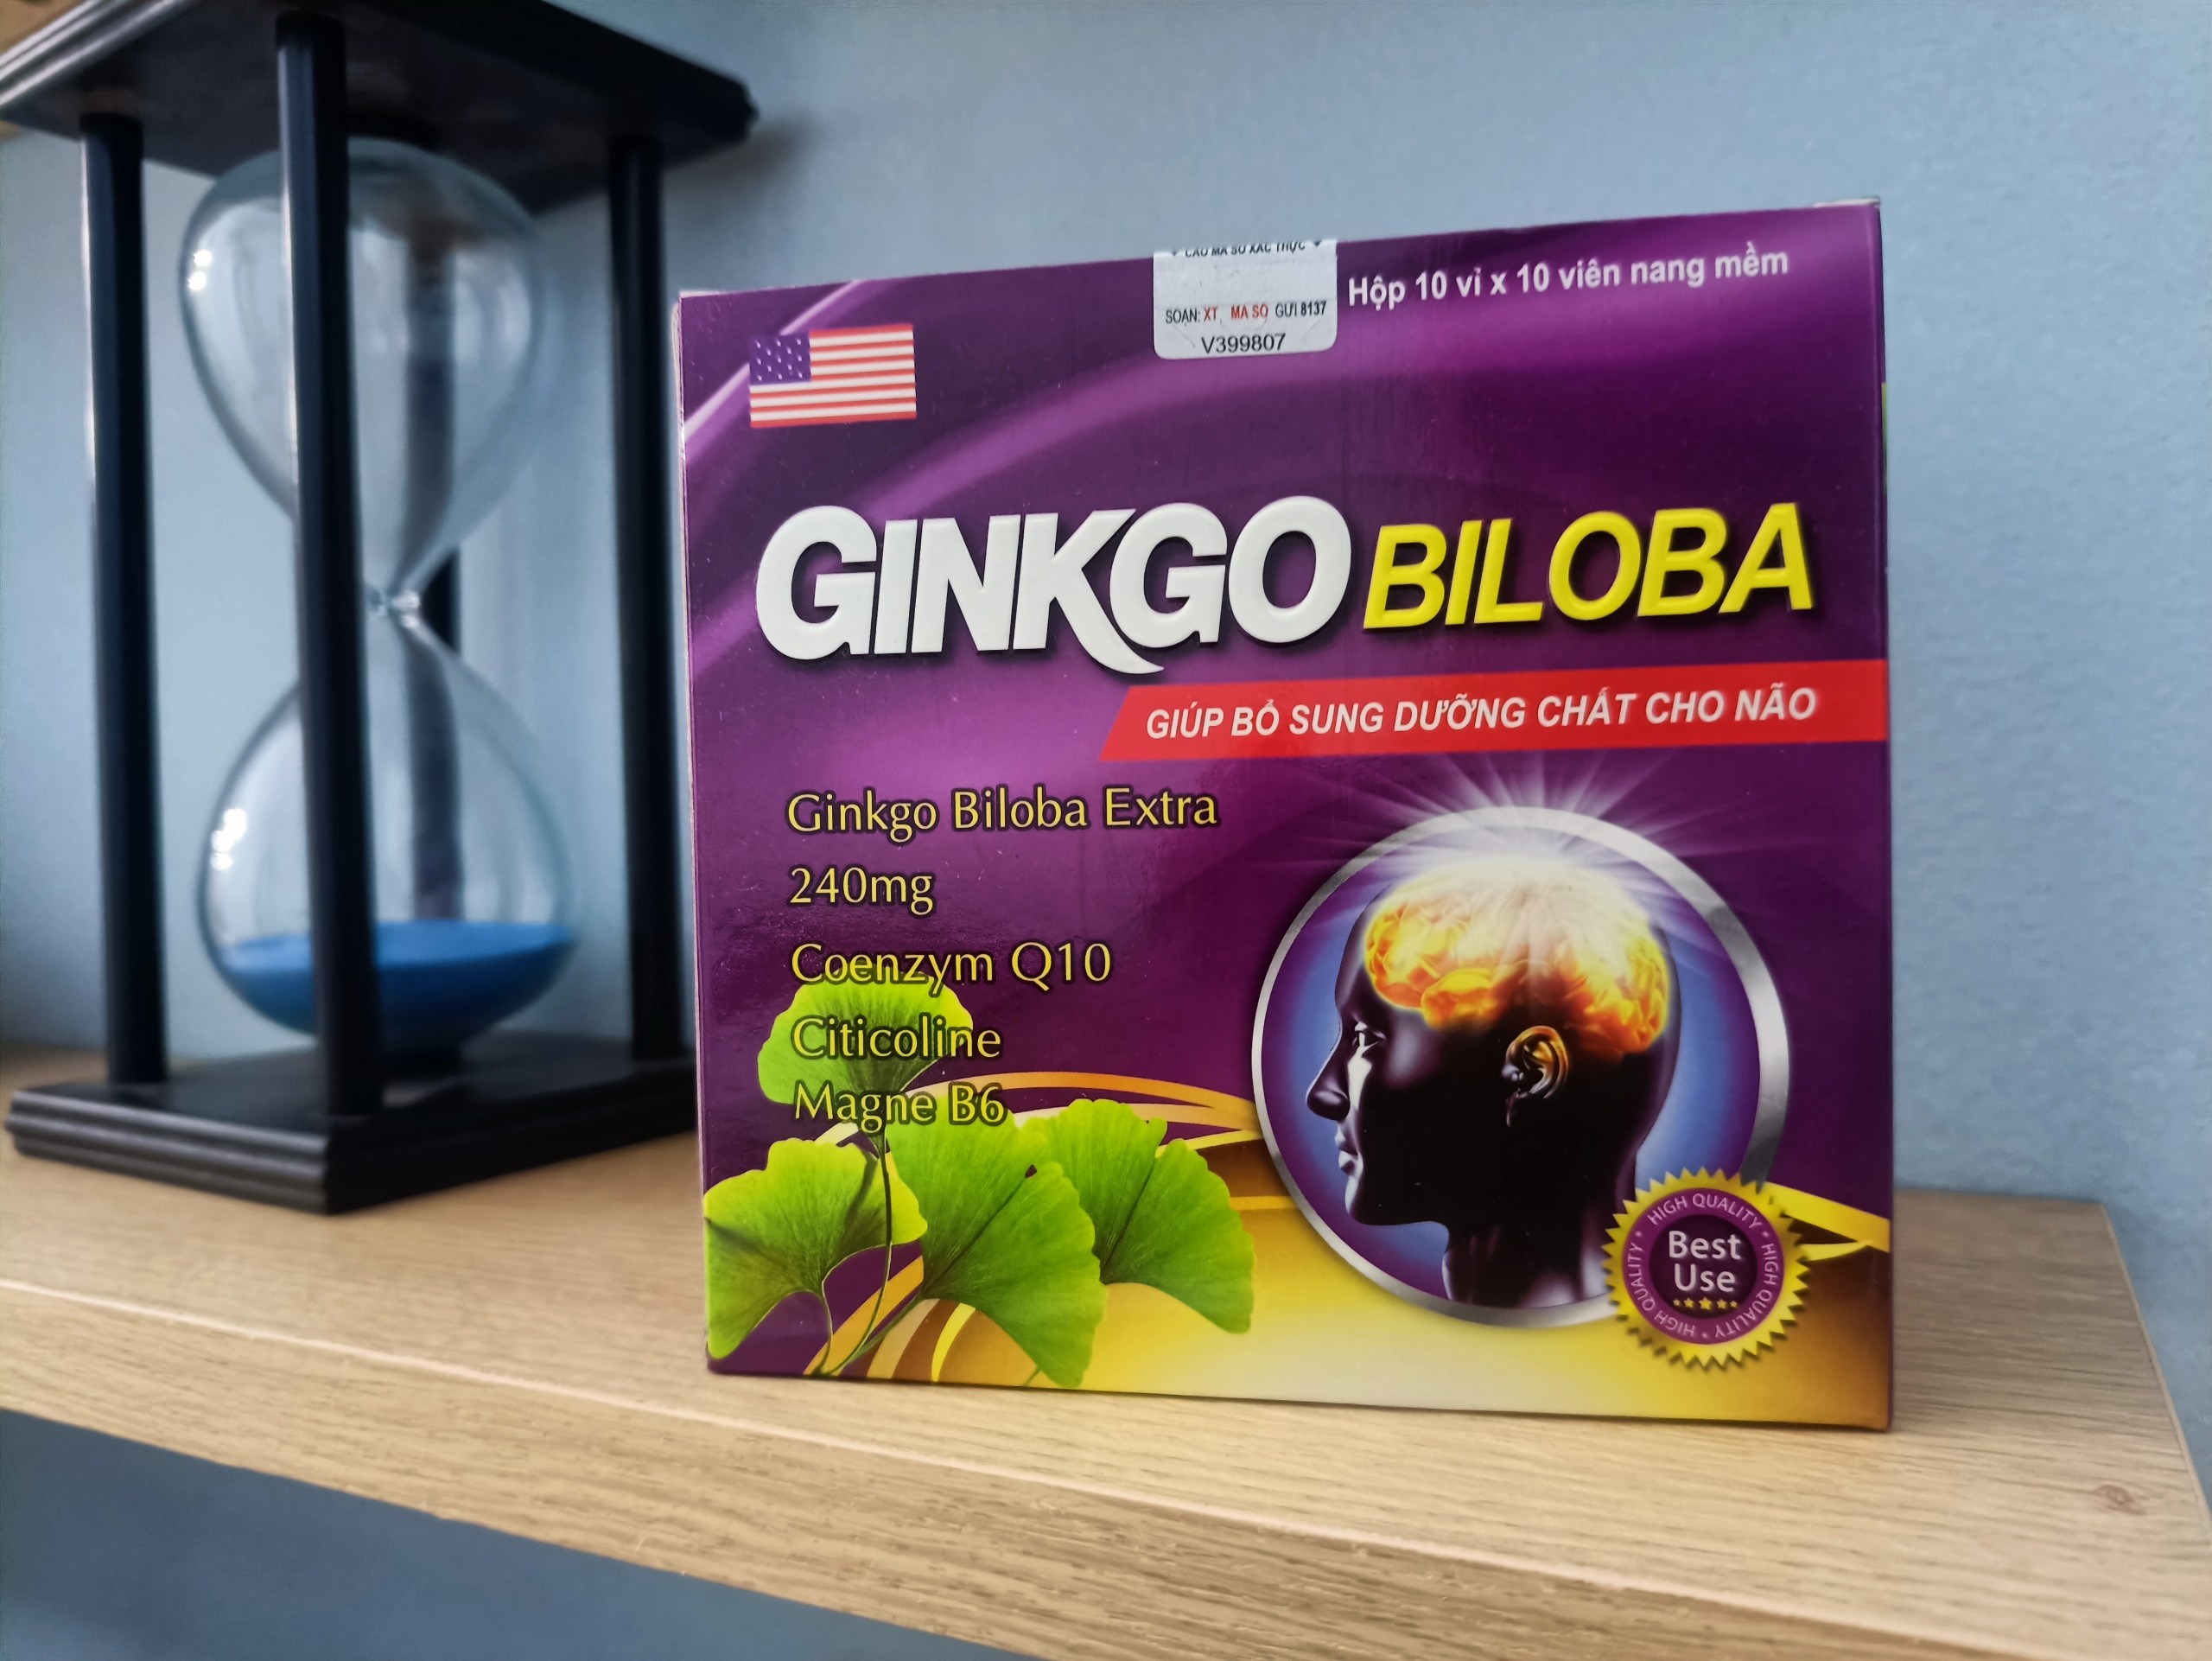 CÀO MÃ SỐ XÁC THỰC
SOẠN: XT MA SO GỬI 8137
V399807
Hộp 10 vỉ x 10 viên nang mềm
GINKGO BILOBA
GIÚP BỔ SUNG DƯỠNG CHẤT CHO NÃO
Ginkgo Biloba Extra
240mg
Coenzym Q10
Citicoline
Magne B6
HIGH QUALITY * HIGH QUALITY * HIGH QUALITY *
Best
Use